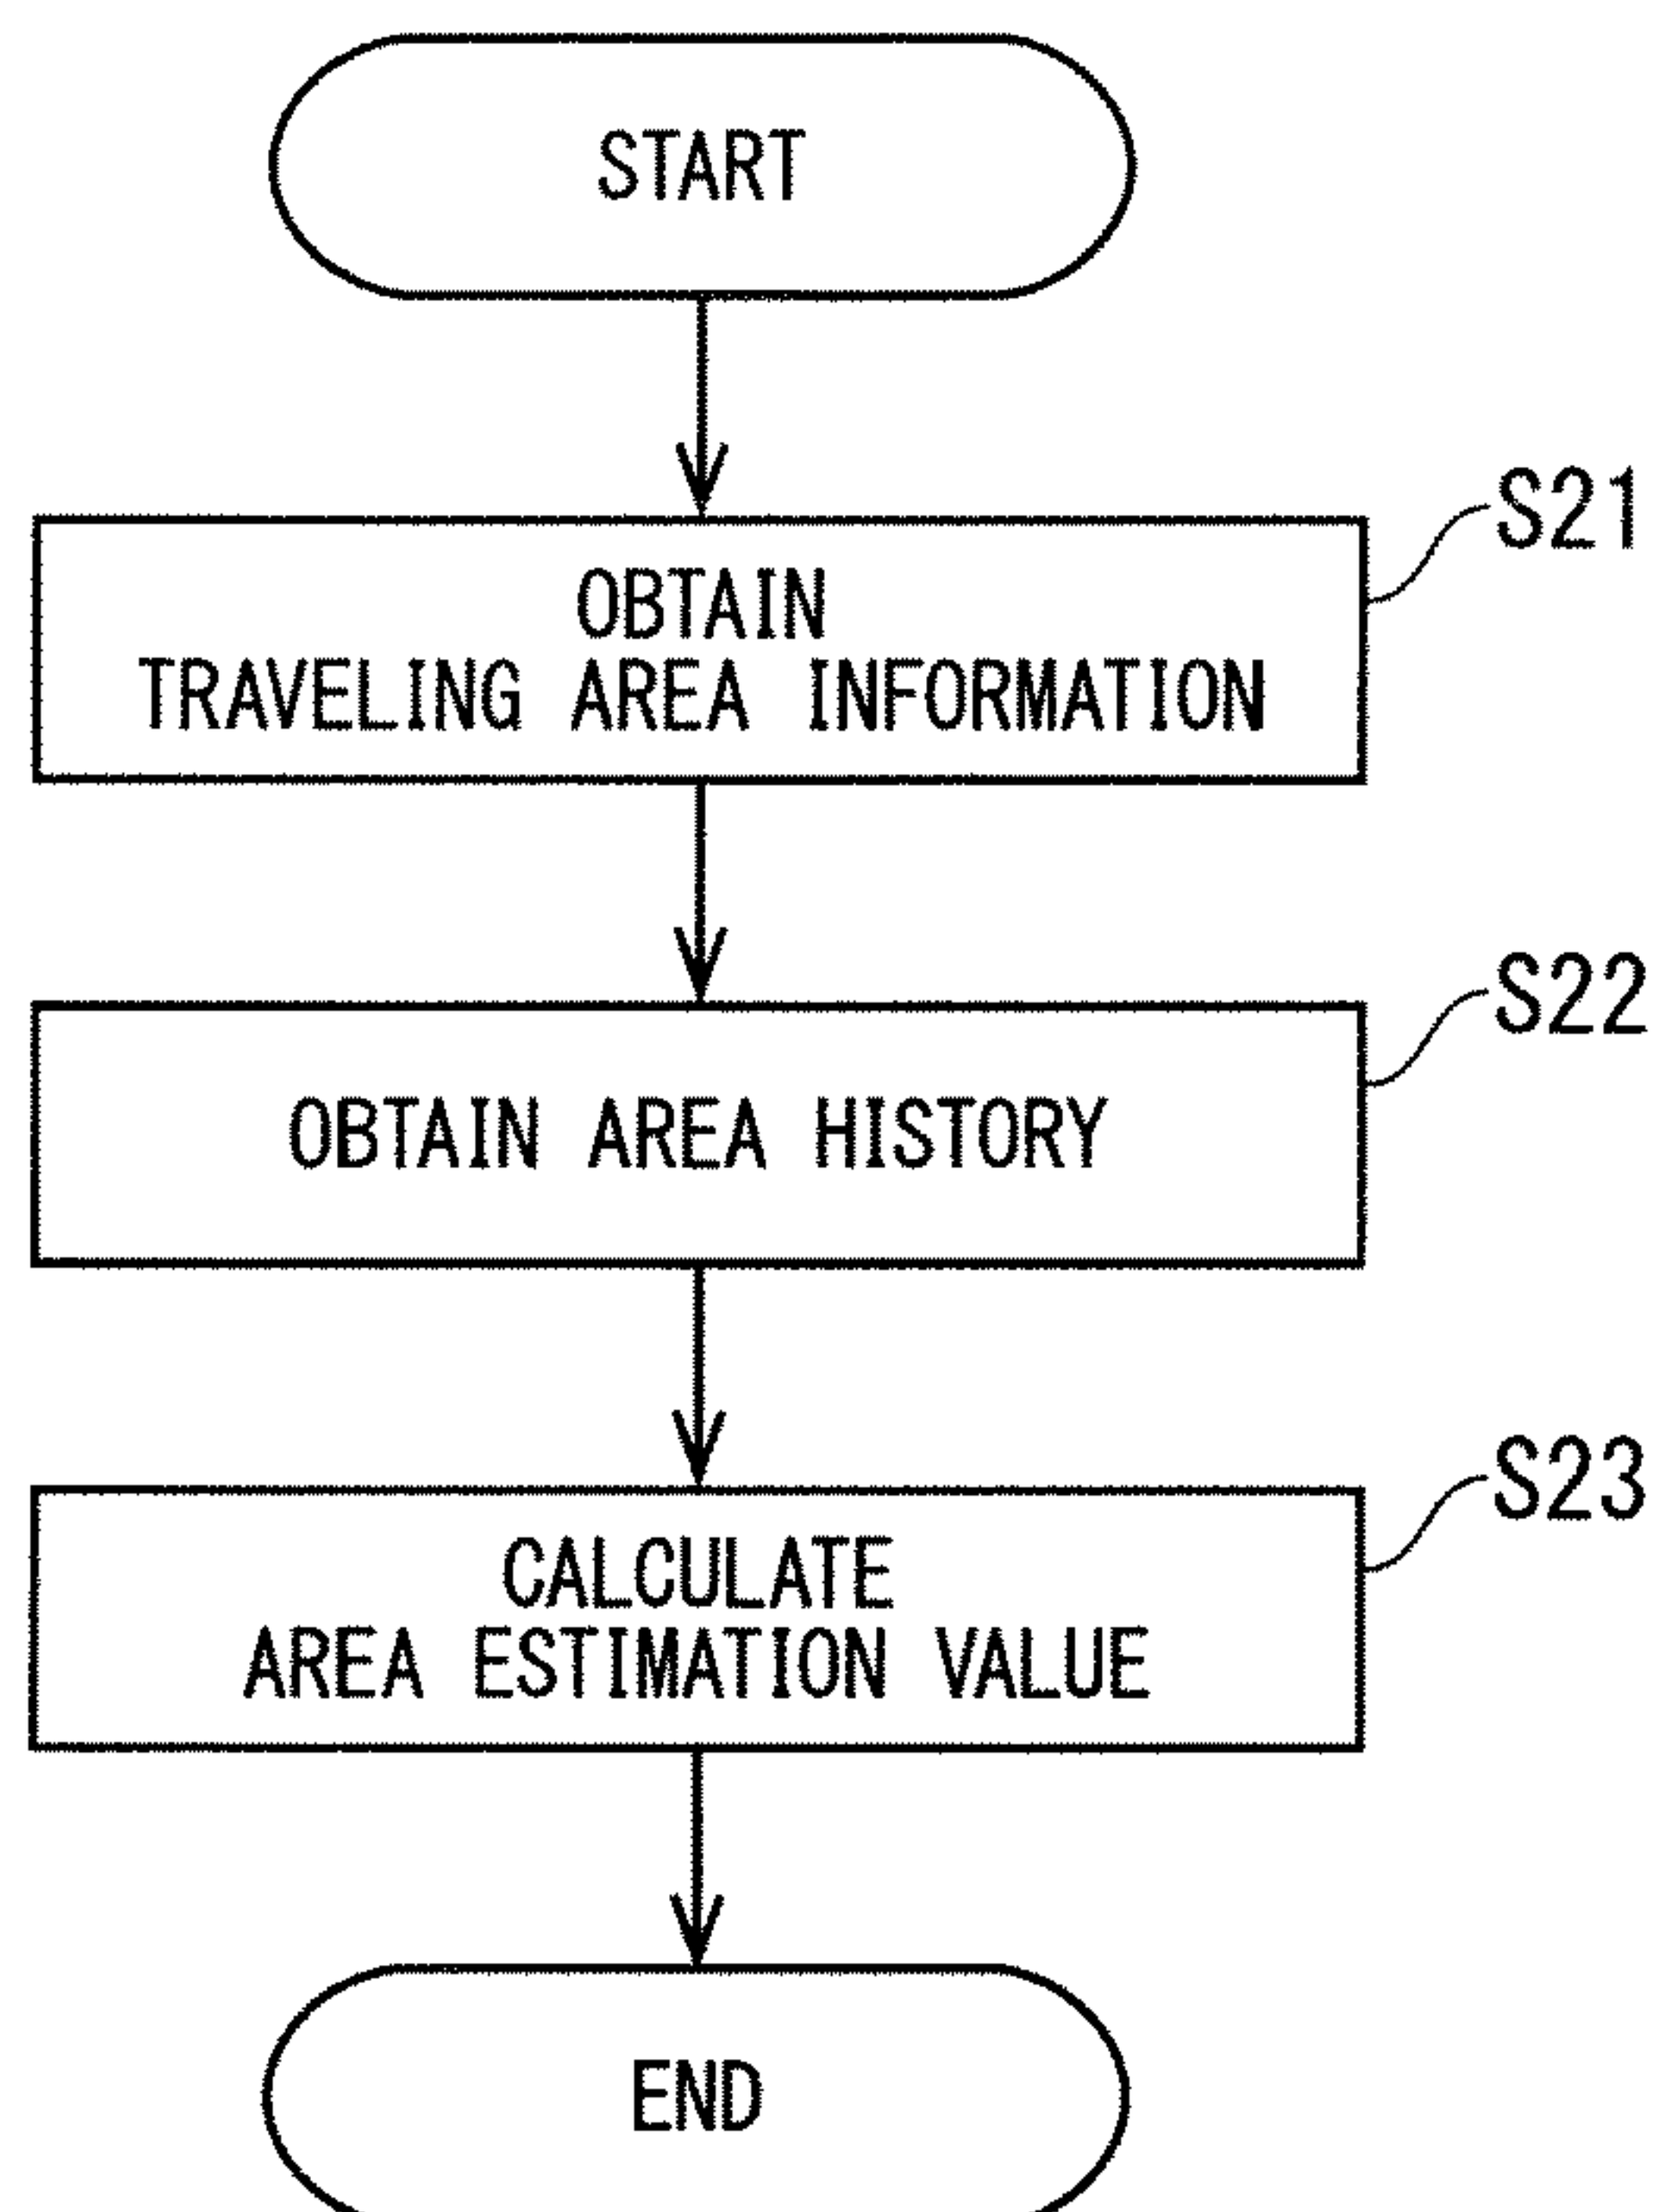 START
S21
OBTAIN
TRAVELING AREA INFORMATION
S22
OBTAIN AREA HISTORY
S23
CALCULATE
AREA ESTIMATION VALUE
END